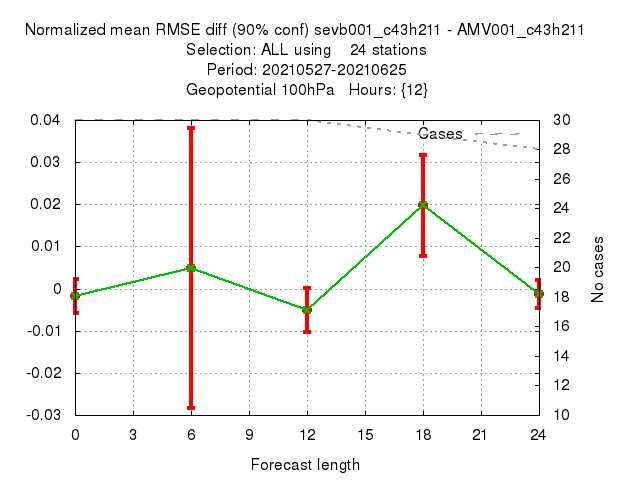 Normalized mean RMSE diff (90% conf) sevb001_c43h211 - AMV001_c43h211
Selection: ALL using    24 stations
Period: 20210527-20210625
Geopotential 100hPa   Hours: {12}
Cases
0.04
0.03
0.02
0.01
0
-0.01
-0.02
-0.03
30
28
26
24
22
20
18
16
14
12
10
No cases
0 3 6 9 12 15 18 21 24
Forecast length